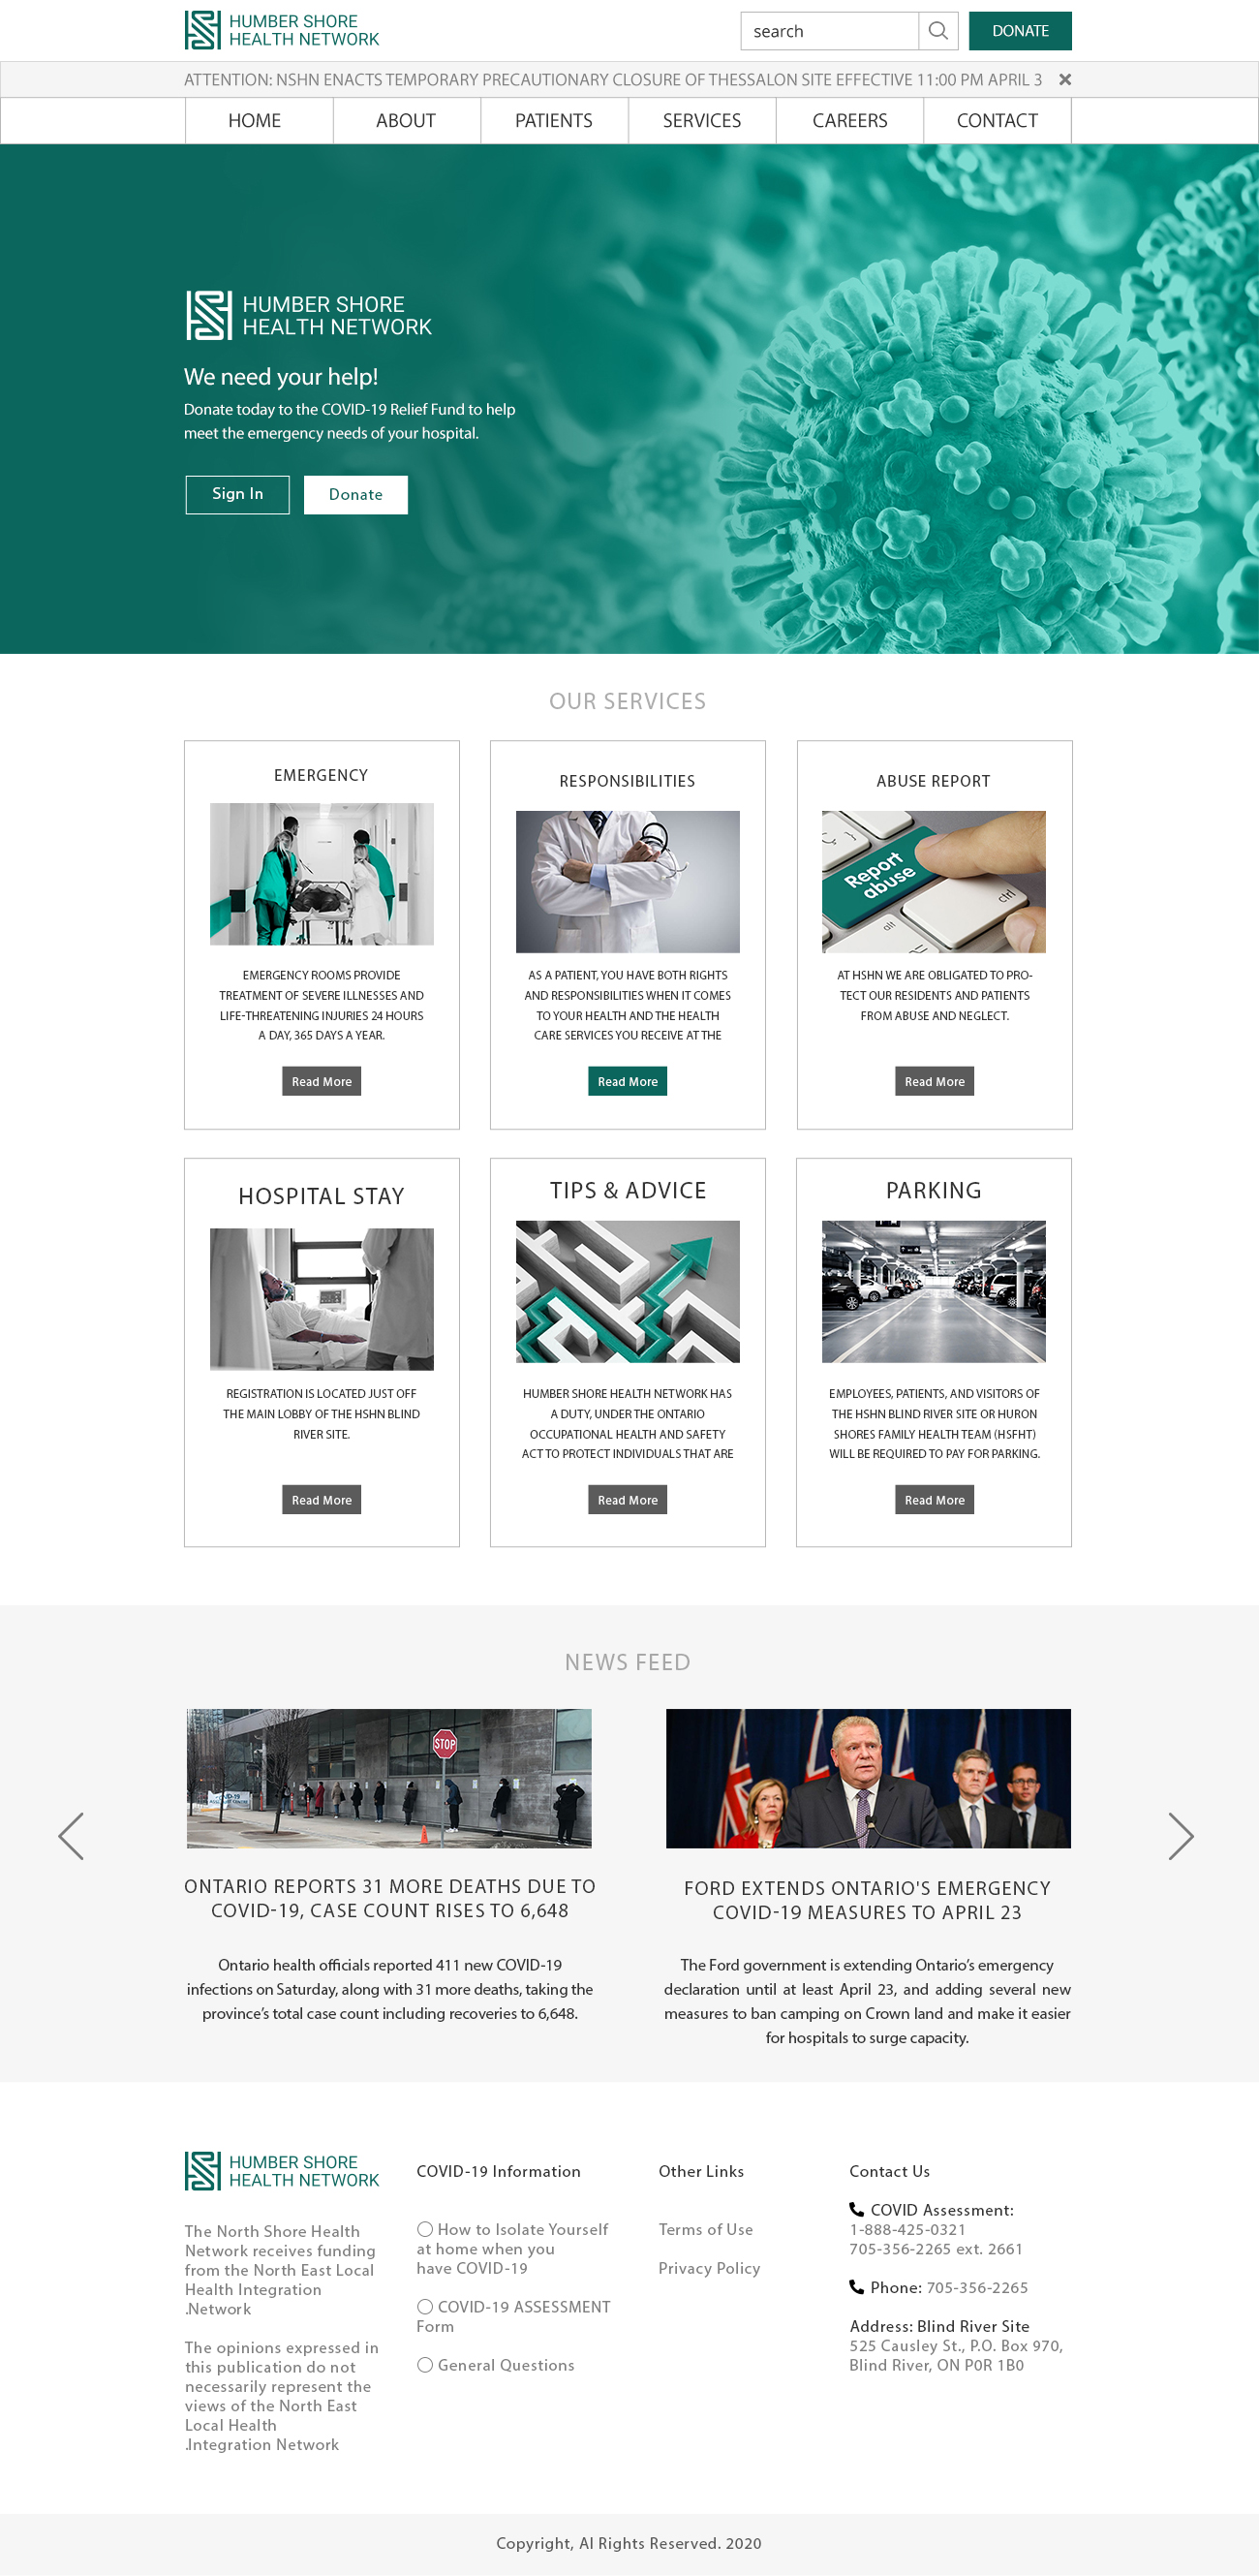 HUMBER SHORE
HEALTH NETWORK
search
DONATE
ATTENTION: NSHN ENACTS TEMPORARY PRECAUTIONARY CLOSURE OF THESSALON SITE EFFECTIVE 11:00 PM APRIL 3
HOME
ABOUT
PATIENTS
SERVICES
CAREERS
CONTACT
HUMBER SHORE
HEALTH NETWORK
We need your help!
Donate today to the COVID-19 Relief Fund to help
meet the emergency needs of your hospital.
Sign In
Donate
OUR SERVICES
EMERGENCY
EMERGENCY ROOMS PROVIDE
TREATMENT OF SEVERE ILLNESSES AND
LIFE-THREATENING INJURIES 24 HOURS
A DAY, 365 DAYS A YEAR.
Read More
RESPONSIBILITIES
AS A PATIENT, YOU HAVE BOTH RIGHTS
AND RESPONSIBILITIES WHEN IT COMES
TO YOUR HEALTH AND THE HEALTH
CARE SERVICES YOU RECEIVE AT THE
Read More
ABUSE REPORT
Report
abuse
alt
ctrl
AT HSHN WE ARE OBLIGATED TO PRO-
TECT OUR RESIDENTS AND PATIENTS
FROM ABUSE AND NEGLECT.
Read More
HOSPITAL STAY
REGISTRATION IS LOCATED JUST OFF
THE MAIN LOBBY OF THE HSHN BLIND
RIVER SITE.
Read More
TIPS & ADVICE
HUMBER SHORE HEALTH NETWORK HAS
A DUTY, UNDER THE ONTARIO
OCCUPATIONAL HEALTH AND SAFETY
ACT TO PROTECT INDIVIDUALS THAT ARE
Read More
PARKING
EMPLOYEES, PATIENTS, AND VISITORS OF
THE HSHN BLIND RIVER SITE OR HURON
SHORES FAMILY HEALTH TEAM (HSFHT)
WILL BE REQUIRED TO PAY FOR PARKING.
Read More
NEWS FEED
STOP
ONTARIO REPORTS 31 MORE DEATHS DUE TO
COVID-19, CASE COUNT RISES TO 6,648
Ontario health officials reported 411 new COVID-19
infections on Saturday, along with 31 more deaths, taking the
province's total case count including recoveries to 6,648.
FORD EXTENDS ONTARIO'S EMERGENCY
COVID-19 MEASURES TO APRIL 23
The Ford government is extending Ontario's emergency
declaration until at least April 23, and adding several new
measures to ban camping on Crown land and make it easier
for hospitals to surge capacity.
HUMBER SHORE
HEALTH NETWORK
The North Shore Health
Network receives funding
from the North East Local
Health Integration
.Network
The opinions expressed in
this publication do not
necessarily represent the
views of the North East
Local Health
.Integration Network
COVID-19 Information
How to Isolate Yourself
at home when you
have COVID-19
COVID-19 ASSESSMENT
Form
General Questions
Other Links
Terms of Use
Privacy Policy
Contact Us
COVID Assessment:
1-888-425-0321
705-356-2265 ext. 2661
Phone: 705-356-2265
Address: Blind River Site
525 Causley St., P.O. Box 970,
Blind River, ON P0R 1B0
Copyright, Al Rights Reserved. 2020